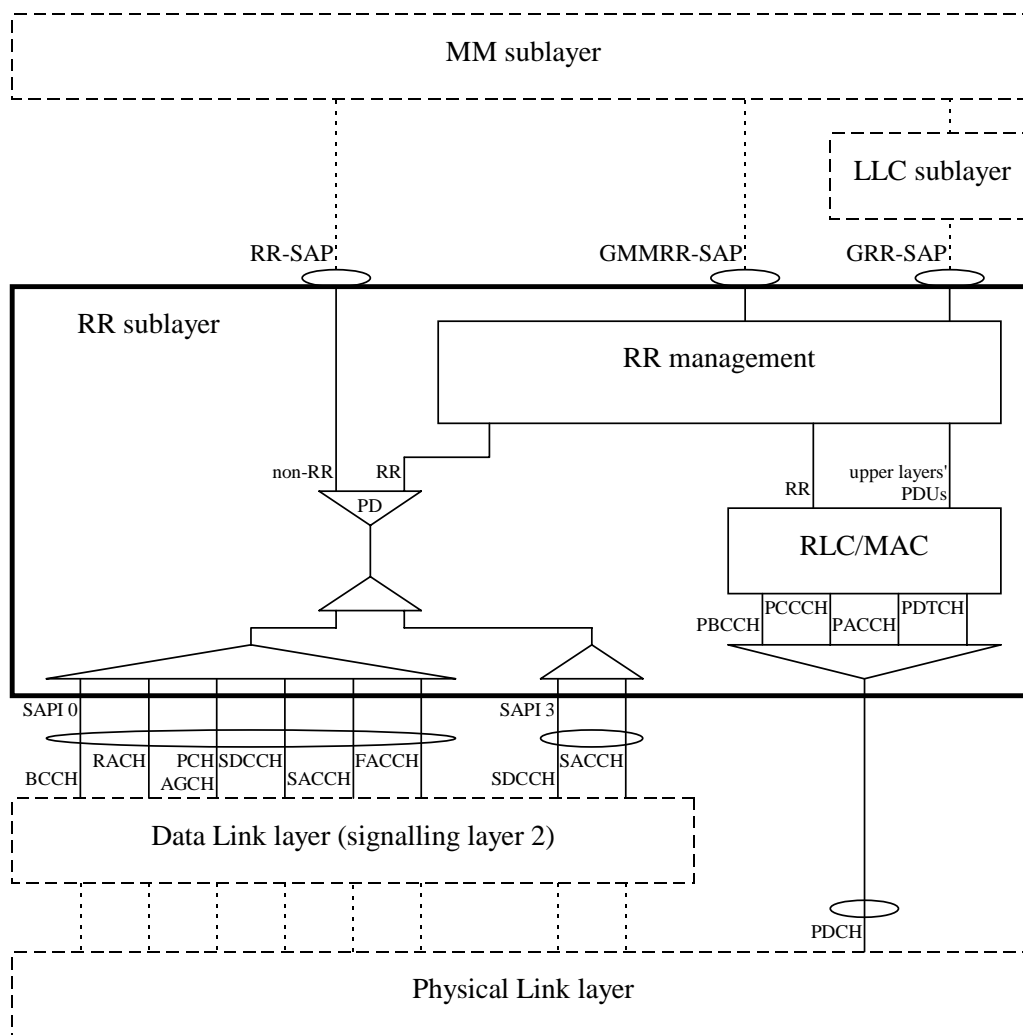 MM sublayer
LLC sublayer
RR-SAP
GMMRR-SAP
GRR-SAP
RR sublayer
RR management
non-RR
RR
PD
RR
upper layers'
PDUs
RLC/MAC
PBCCH
PCCCH
PACCH
PDTCH
SAPI 0
SAPI 3
BCCH
RACH
PCH
AGCH
SDCCH
SACCH
FACCH
SDCCH
SACCH
Data Link layer (signalling layer 2)
PDCH
Physical Link layer